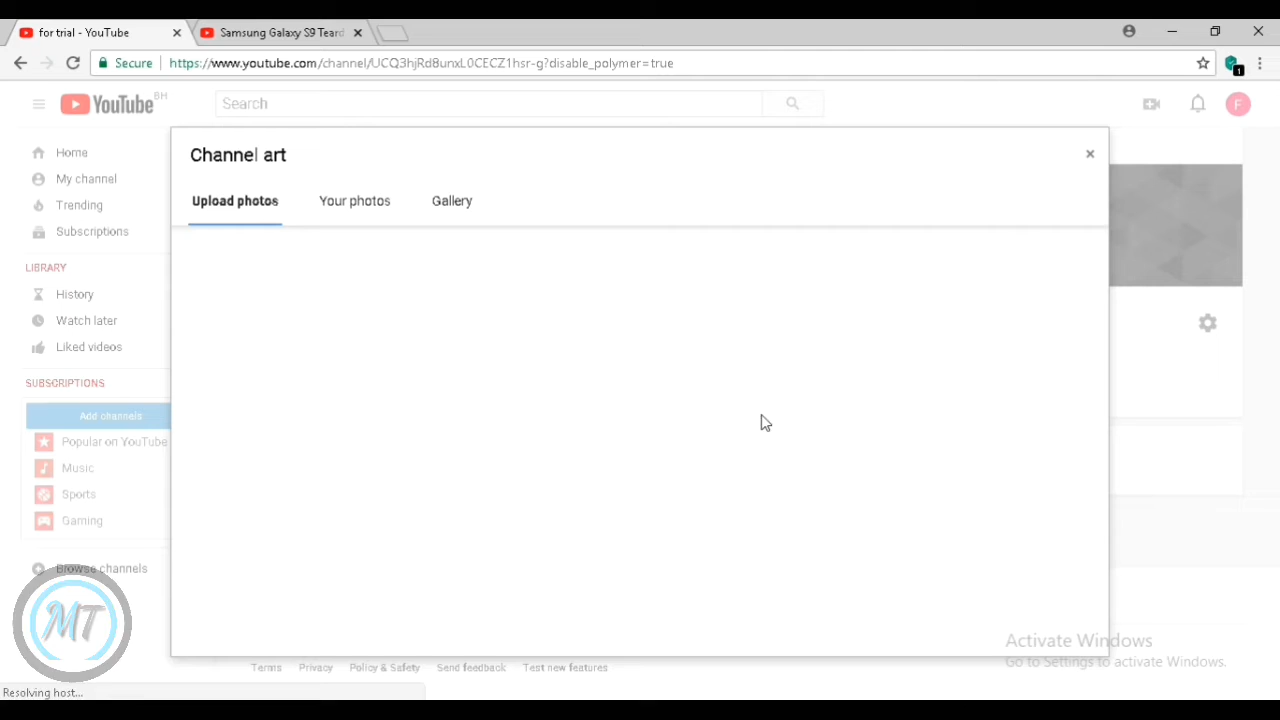 for trial - YouTube
Samsung Galaxy S9 Teard
Secure
https://www.youtube.com/channel/UCQ3hjRd8unxL0CECZ1hsr-g?disable_polymer=true
1
YouTube BH
Search
F
Channel art
Upload photos
Your photos
Gallery
Home
My channel
Trending
Subscriptions
LIBRARY
History
Watch later
Liked videos
SUBSCRIPTIONS
Add channels
Popular on YouTube
Music
Sports
Gaming
Browse channels
MT
Activate Windows
Go to Settings to activate Windows.
Terms
Privacy
Policy & Safety
Send feedback
Test new features
Resolving host...